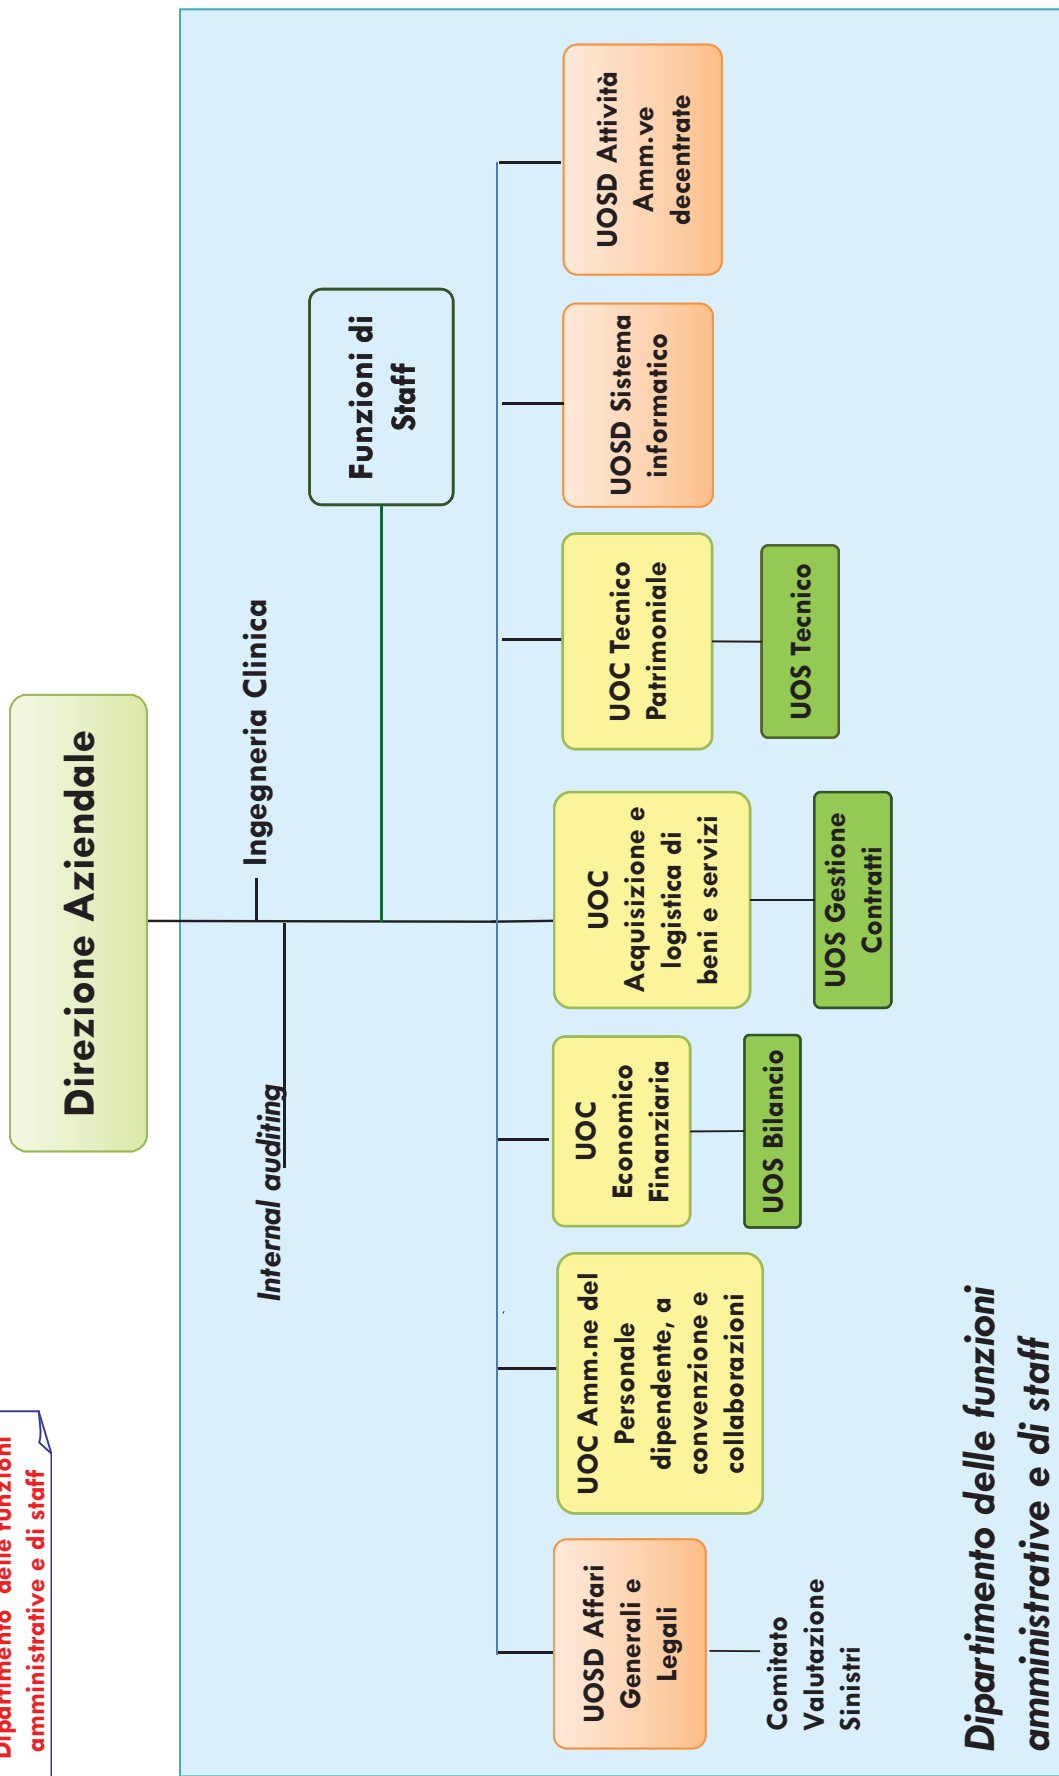 Dipartimento delle funzioni
amministrative e di staff
Direzione Aziendale
Ingegneria Clinica
Internal auditing
Funzioni di
Staff
UOSD Affari
Generali e
Legali
UOC Amm.ne del
Personale
dipendente, a
convenzione e
collaborazioni
UOC
Economico
Finanziaria
UOC
Acquisizione e
logistica di
beni e servizi
UOC Tecnico
Patrimoniale
UOSD Sistema
informatico
UOSD Attività
Amm.ve
decentrate
Comitato
Valutazione
Sinistri
UOS Bilancio
UOS Gestione
Contratti
UOS Tecnico
Dipartimento delle funzioni
amministrative e di staff